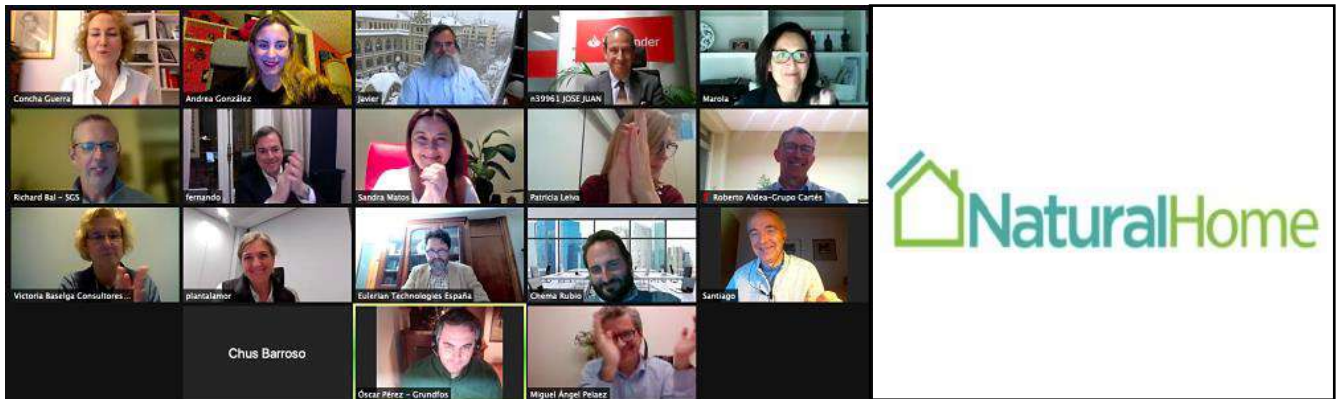 Concha Guerra
Andrea González
Javier
n39961 JOSE JUAN
Marola
Richard Bal - SGS
fernando
Sandra Matos
Patricia Leiva
Roberto Aldea-Grupo Cartés
Victoria Baselga Consultores...
plantalamor
Eulerian Technologies España
Chema Rubio
Santiago
Chus Barroso
Óscar Pérez - Grundfos
Miguel Ángel Pelaez
NaturalHome